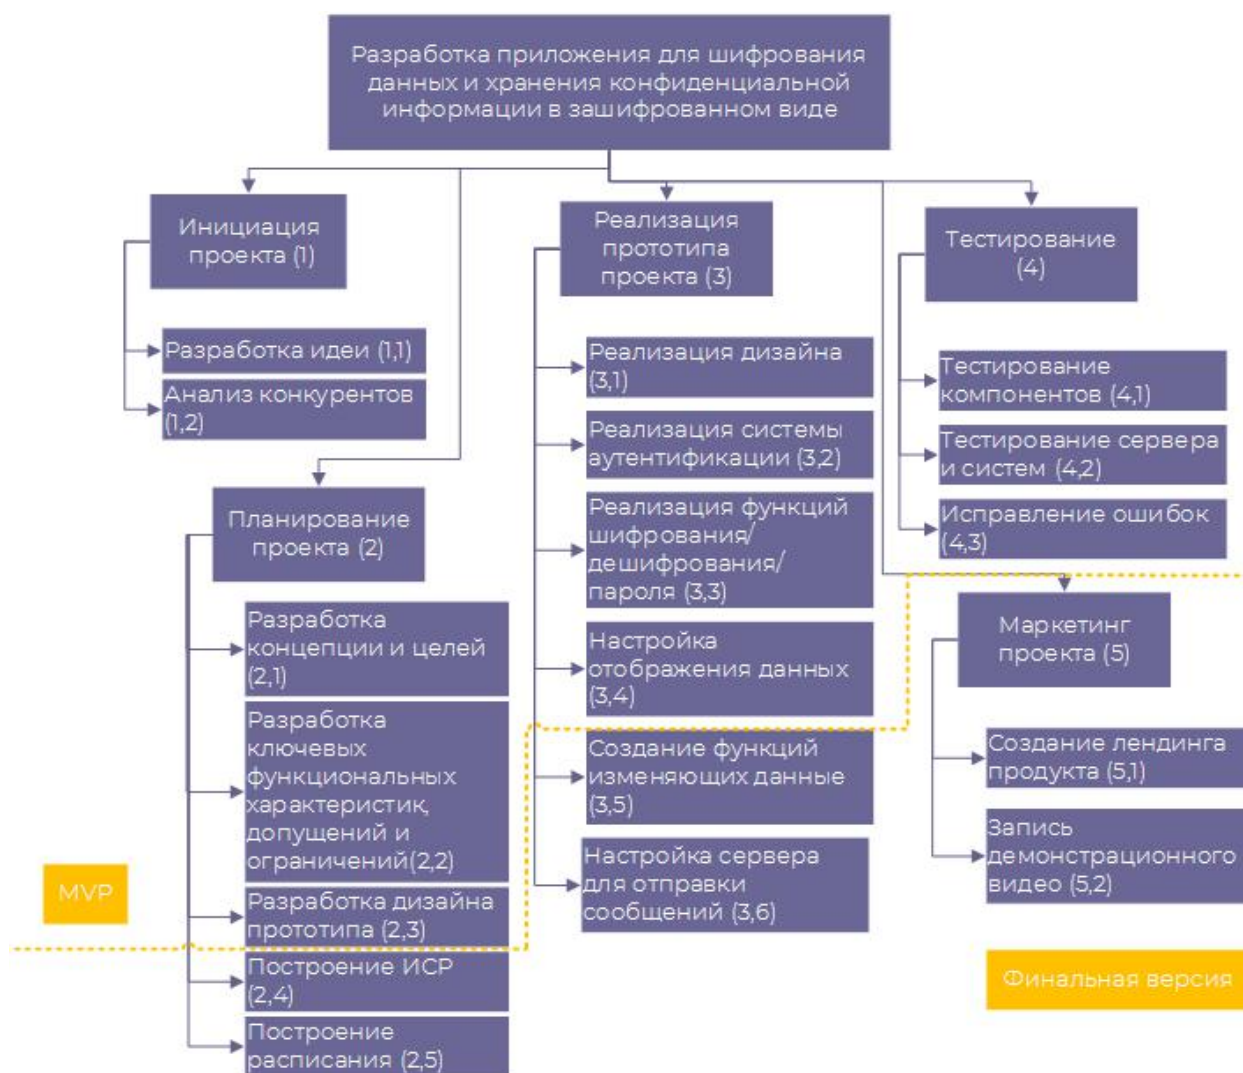 Разработка приложения для шифрования
данных и хранения конфиденциальной
информации в зашифрованном виде
Инициация
проекта (1)
Разработка идеи (1,1)
Анализ конкурентов
(1,2)
Планирование
проекта (2)
Разработка
концепции и целей
(2,1)
Разработка
ключевых
функциональных
характеристик,
допущений и
ограничений(2,2)
Разработка дизайна
прототипа (2,3)
Построение ИСР
(2,4)
Построение
расписания (2,5)
Реализация
прототипа
проекта (3)
Реализация дизайна
(3,1)
Реализация системы
аутентификации (3,2)
Реализация функций
шифрования/
дешифрования/
пароля (3,3)
Настройка
отображения данных
(3,4)
Создание функций
изменяющих данные
(3,5)
Настройка сервера
для отправки
сообщений (3,6)
Тестирование
(4)
Тестирование
компонентов (4,1)
Тестирование сервера
и систем (4,2)
Исправление ошибок
(4,3)
Маркетинг
проекта (5)
Создание лендинга
продукта (5,1)
Запись
демонстрационного
видео (5,2)
MVP
Финальная версия